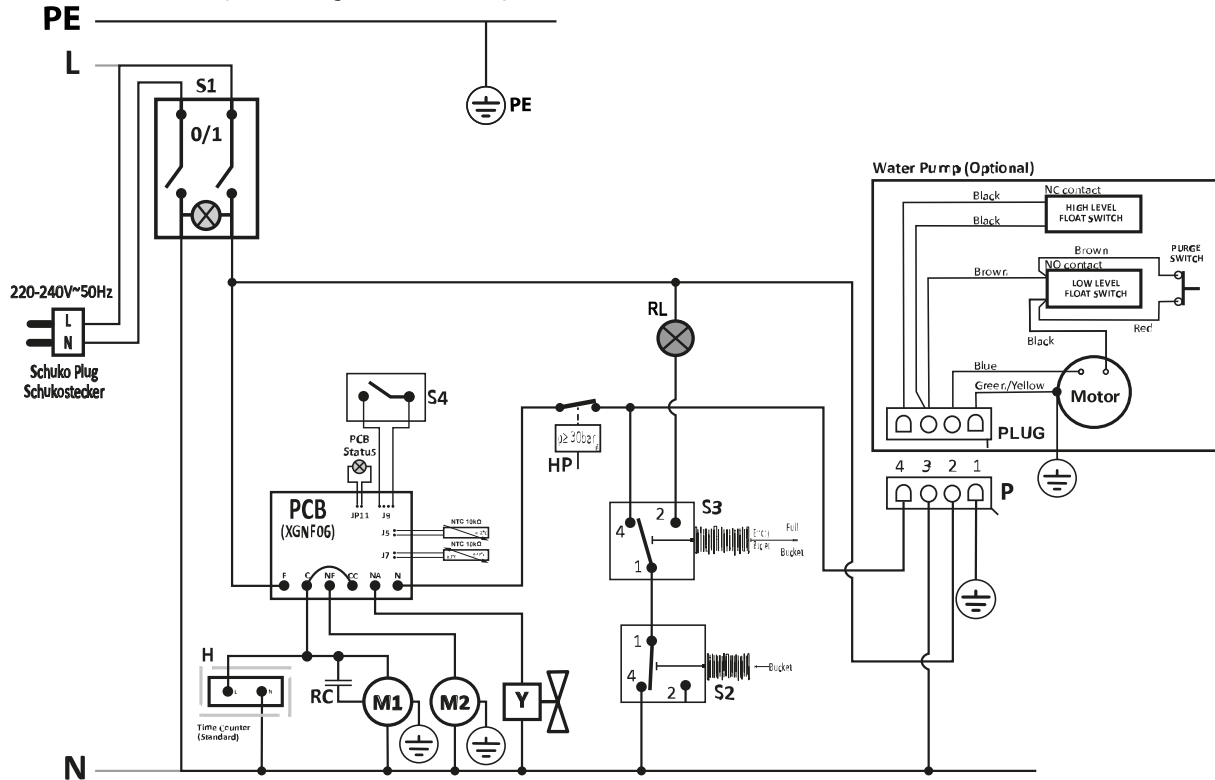 PE
L
S1
0/1
PE
Water Pump (Optional)
Black
NC contact
HIGH LEVEL
FLOAT SWITCH
Black
Brown
PURGE
SWITCH
NO contact
Brown
LOW LEVEL
FLOAT SWITCH
Red
Black
Blue
Green/Yellow
Motor
PLUG
4 3 2 1
P
220-240V~50Hz
L
N
Schuko Plug
Schukostecker
RL
S4
PCB
Status
HP
PCB
(XGNF06)
JP11
J9
J5
NTC 10kΩ
J7
NTC 10kΩ
F C NF CC NA N
S3
2
4
1
Full
Bucket
1
4
2
S2
Bucket
H
L
N
Time Counter
(Standard)
RC
M1
M2
Y
N